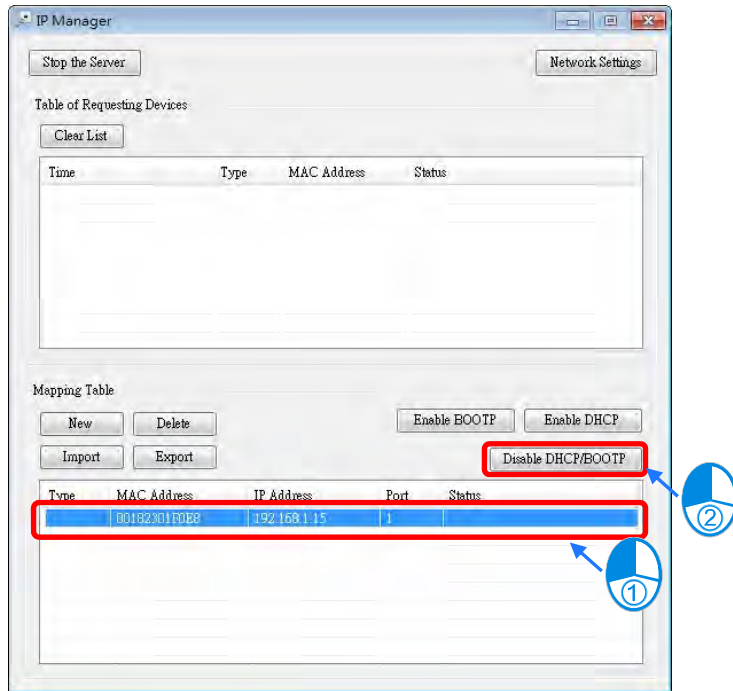 IP Manager
Stop the Server Network Settings
Table of Requesting Devices
Clear List
Time Type MAC Address Status
Mapping Table
New Delete Enable BOOTP Enable DHCP
Import Export Disable DHCP/BOOTP
Type MAC Address IP Address Port Status
00182301F0E8 192.168.1.15 1
②
①